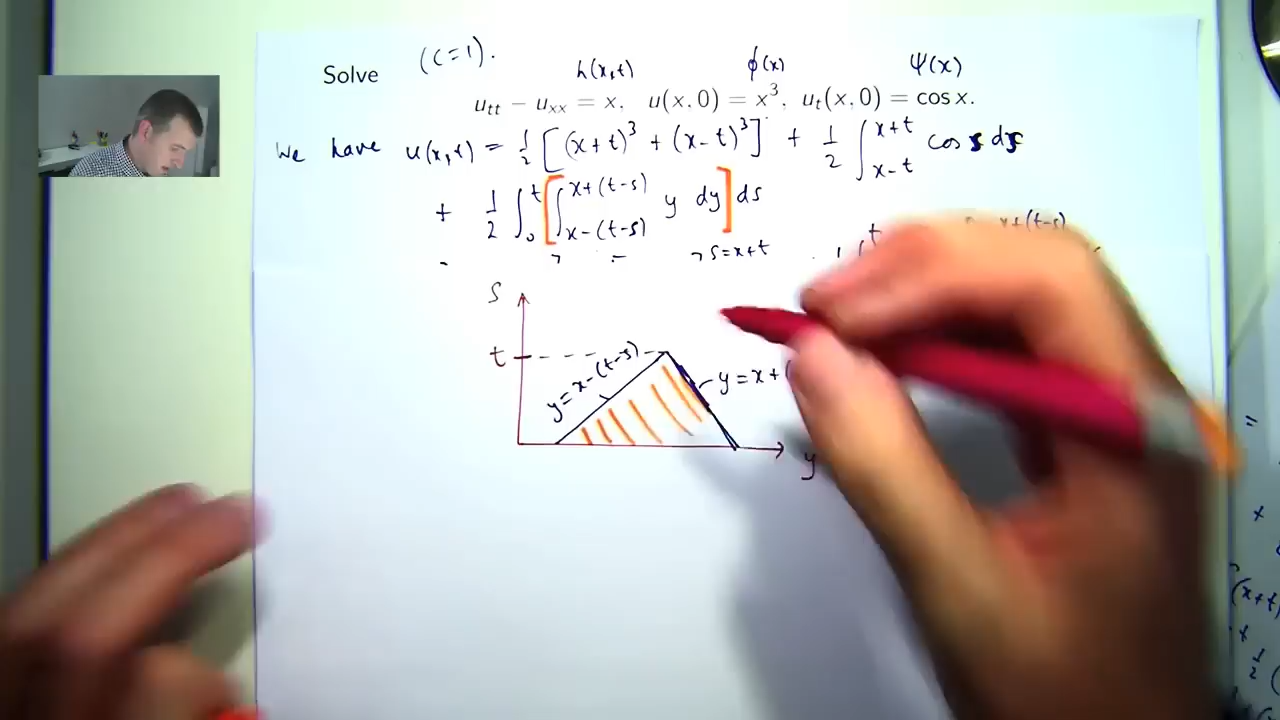 Solve (c=1).
h(x,t) ϕ(x) ψ(x)
u_tt − u_xx = x, u(x,0) = x³, u_t(x,0) = cos x.
We have u(x,t) = 1/2 [(x+t)³ + (x-t)³] + 1/2 ∫_{x-t}^{x+t} cos s ds
+ 1/2 ∫_0^t [∫_{x-(t-s)}^{x+(t-s)} y dy] ds
s=x+t
s
t
y=x-(t-s)
y=x+(
y